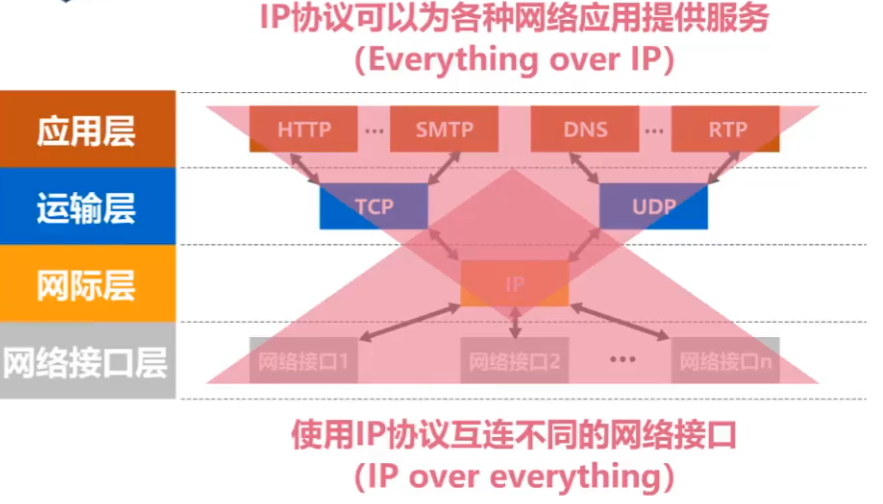 IP协议可以为各种网络应用提供服务
（Everything over IP）
应用层
HTTP ... SMTP DNS ... RTP
运输层
TCP UDP
网际层
IP
网络接口层
网络接口1 网络接口2 ... 网络接口n
使用IP协议互连不同的网络接口
（IP over everything）